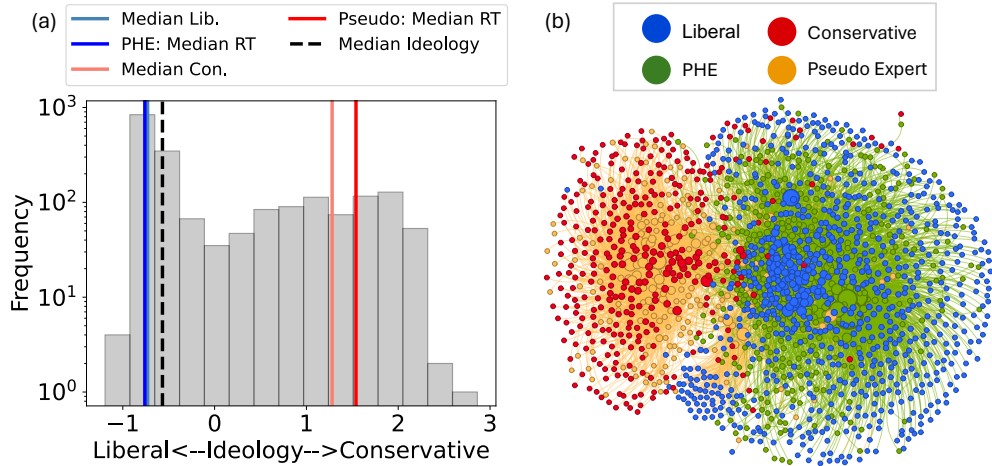 (a)
Median Lib.
PHE: Median RT
Median Con.
Pseudo: Median RT
Median Ideology
Frequency
10³
10²
10¹
10⁰
−1 0 1 2 3
Liberal<--Ideology-->Conservative
(b)
Liberal Conservative
PHE Pseudo Expert